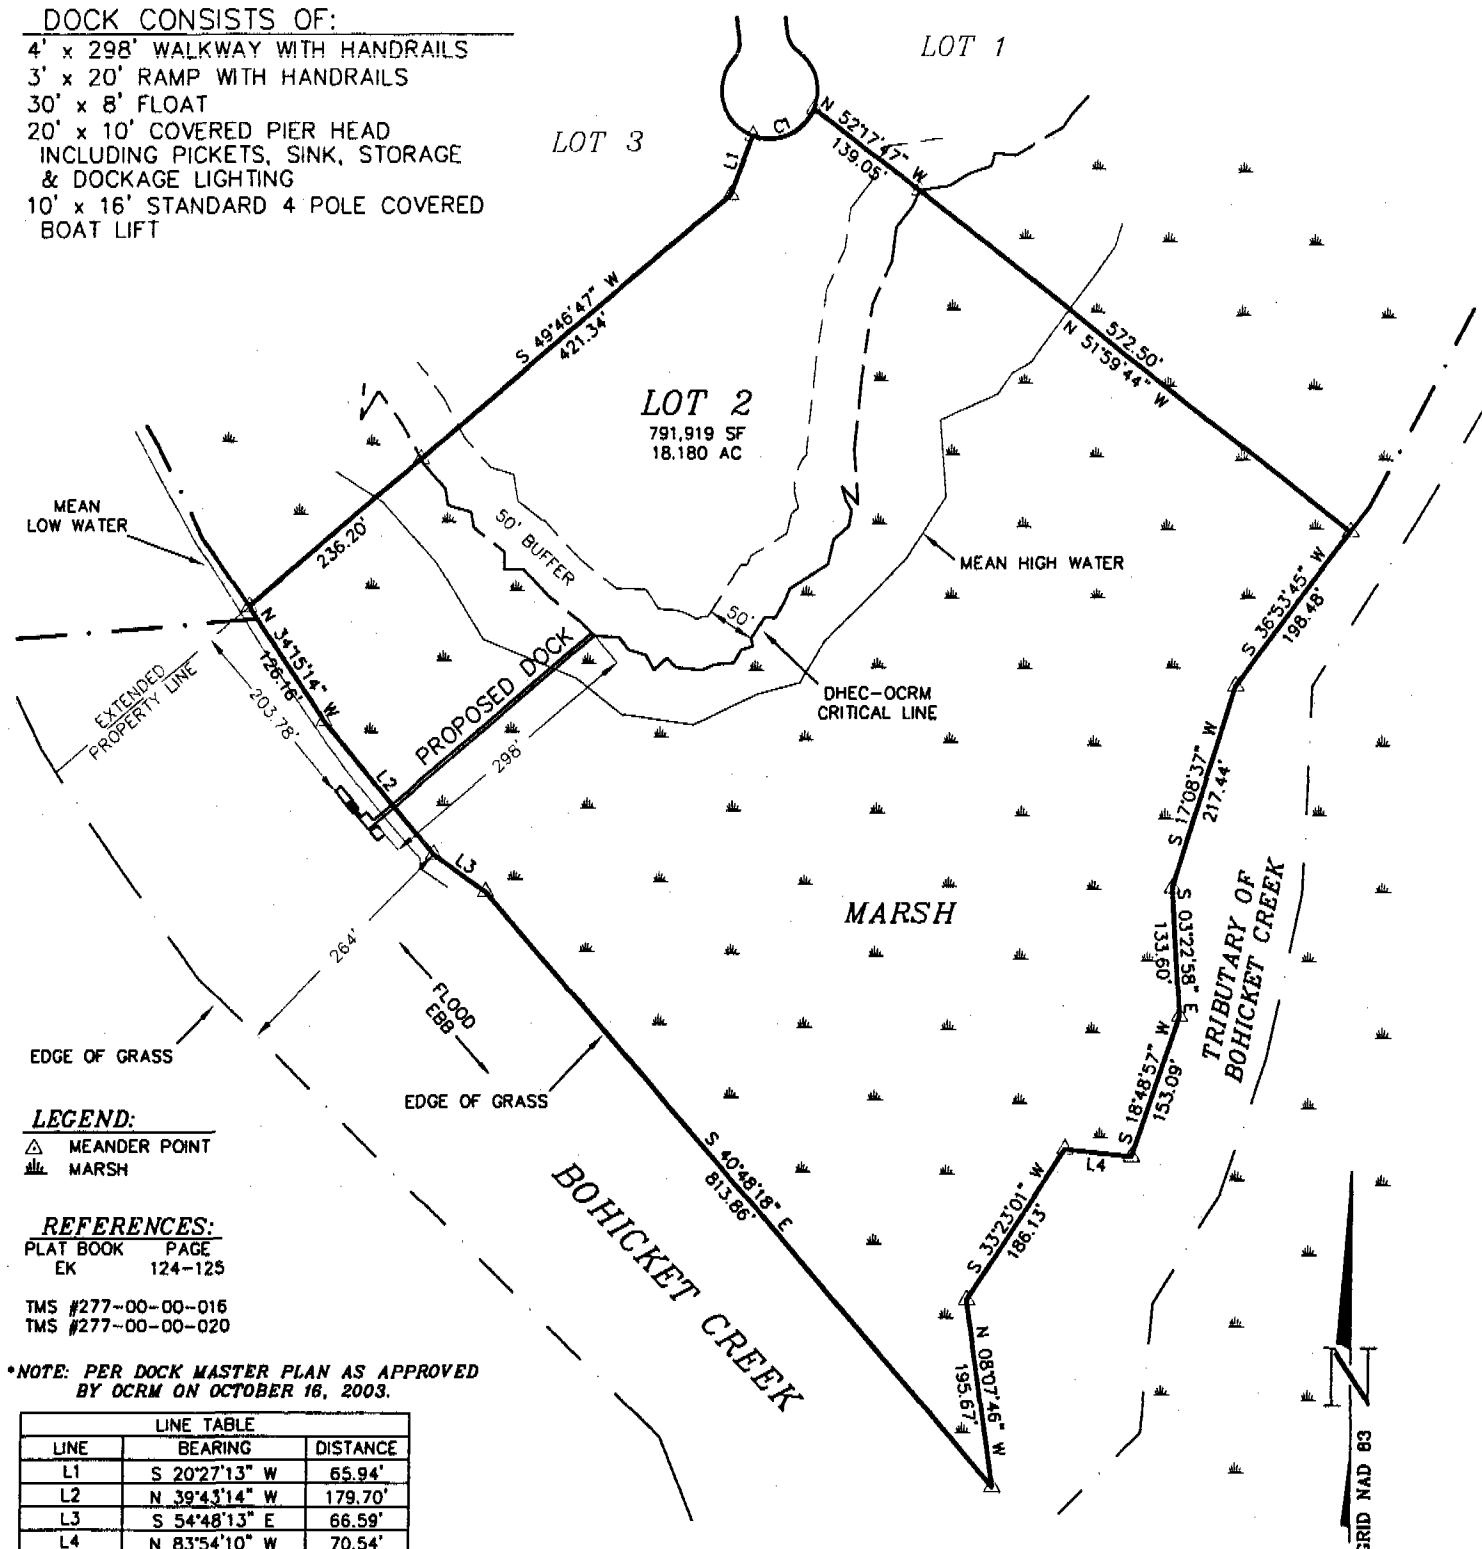 DOCK CONSISTS OF:
4' x 298' WALKWAY WITH HANDRAILS
3' x 20' RAMP WITH HANDRAILS
30' x 8' FLOAT
20' x 10' COVERED PIER HEAD
INCLUDING PICKETS, SINK, STORAGE
& DOCKAGE LIGHTING
10' x 16' STANDARD 4 POLE COVERED
BOAT LIFT
LOT 1
LOT 3
C1
L1
N 52°17'47" W
139.05'
S 49°46'47" W
421.34'
572.50'
N 51°59'44" W
LOT 2
791,919 SF
18.180 AC
MEAN
LOW WATER
236.20'
50' BUFFER
50'
MEAN HIGH WATER
S 36°53'45" W
198.48'
N 34°15'14" W
126.16'
203.78'
EXTENDED
PROPERTY LINE
PROPOSED DOCK
298'
DHEC-OCRM
CRITICAL LINE
L2
L3
S 17°08'37" W
217.44'
MARSH
S 03°22'58" E
133.60'
TRIBUTARY OF
BOHICKET CREEK
264'
FLOOD
EBB
EDGE OF GRASS
EDGE OF GRASS
S 18°48'57" W
153.09'
L4
S 40°48'18" E
813.86'
S 33°23'01" W
186.13'
N 08°07'46" W
195.67'
BOHICKET CREEK
LEGEND:
MEANDER POINT
MARSH
REFERENCES:
PLAT BOOK PAGE
EK 124-125
TMS #277-00-00-016
TMS #277-00-00-020
*NOTE: PER DOCK MASTER PLAN AS APPROVED
BY OCRM ON OCTOBER 16, 2003.
LINE TABLE
LINE BEARING DISTANCE
L1 S 20°27'13" W 65.94'
L2 N 39°43'14" W 179.70'
L3 S 54°48'13" E 66.59'
L4 N 83°54'10" W 70.54'
N
GRID NAD 83